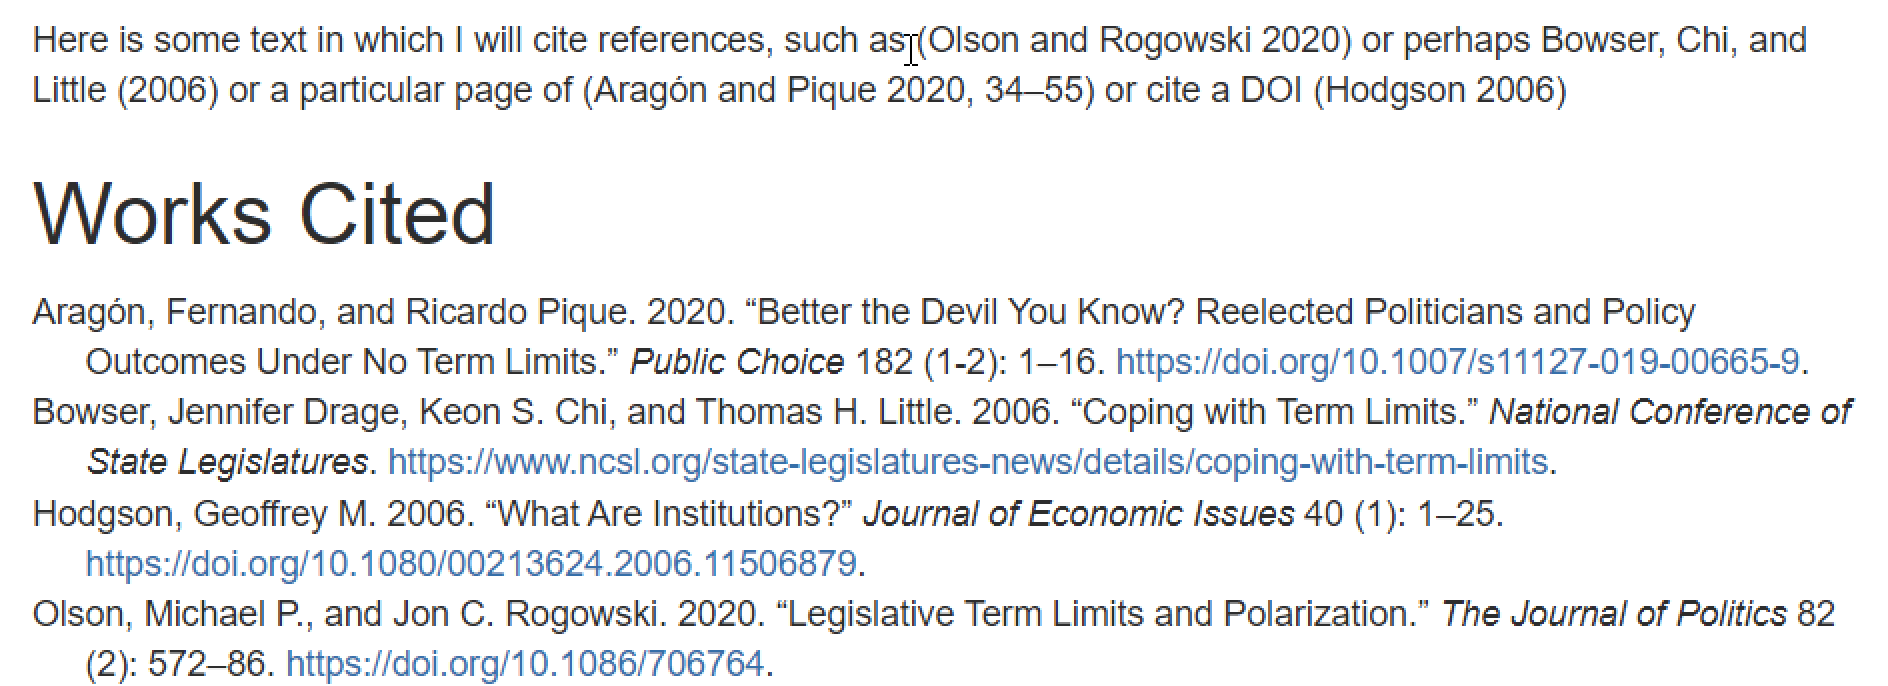 Here is some text in which I will cite references, such as (Olson and Rogowski 2020) or perhaps Bowser, Chi, and
Little (2006) or a particular page of (Aragón and Pique 2020, 34–55) or cite a DOI (Hodgson 2006)
Works Cited
Aragón, Fernando, and Ricardo Pique. 2020. “Better the Devil You Know? Reelected Politicians and Policy
Outcomes Under No Term Limits.” Public Choice 182 (1-2): 1–16. https://doi.org/10.1007/s11127-019-00665-9.
Bowser, Jennifer Drage, Keon S. Chi, and Thomas H. Little. 2006. “Coping with Term Limits.” National Conference of
State Legislatures. https://www.ncsl.org/state-legislatures-news/details/coping-with-term-limits.
Hodgson, Geoffrey M. 2006. “What Are Institutions?” Journal of Economic Issues 40 (1): 1–25.
https://doi.org/10.1080/00213624.2006.11506879.
Olson, Michael P., and Jon C. Rogowski. 2020. “Legislative Term Limits and Polarization.” The Journal of Politics 82
(2): 572–86. https://doi.org/10.1086/706764.